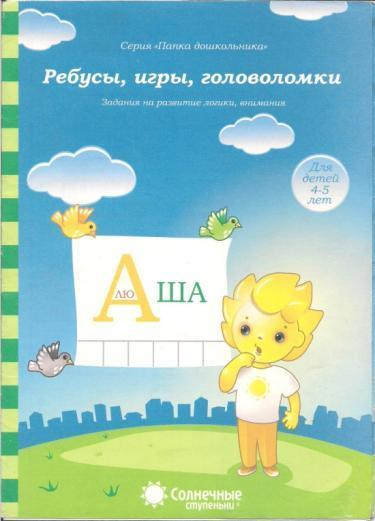 Серия «Папка дошкольника»
Ребусы, игры, головоломки
Задания на развитие логики, внимания
Для
детей
4-5
лет
А ЛЮ ША
Солнечные
ступеньки®